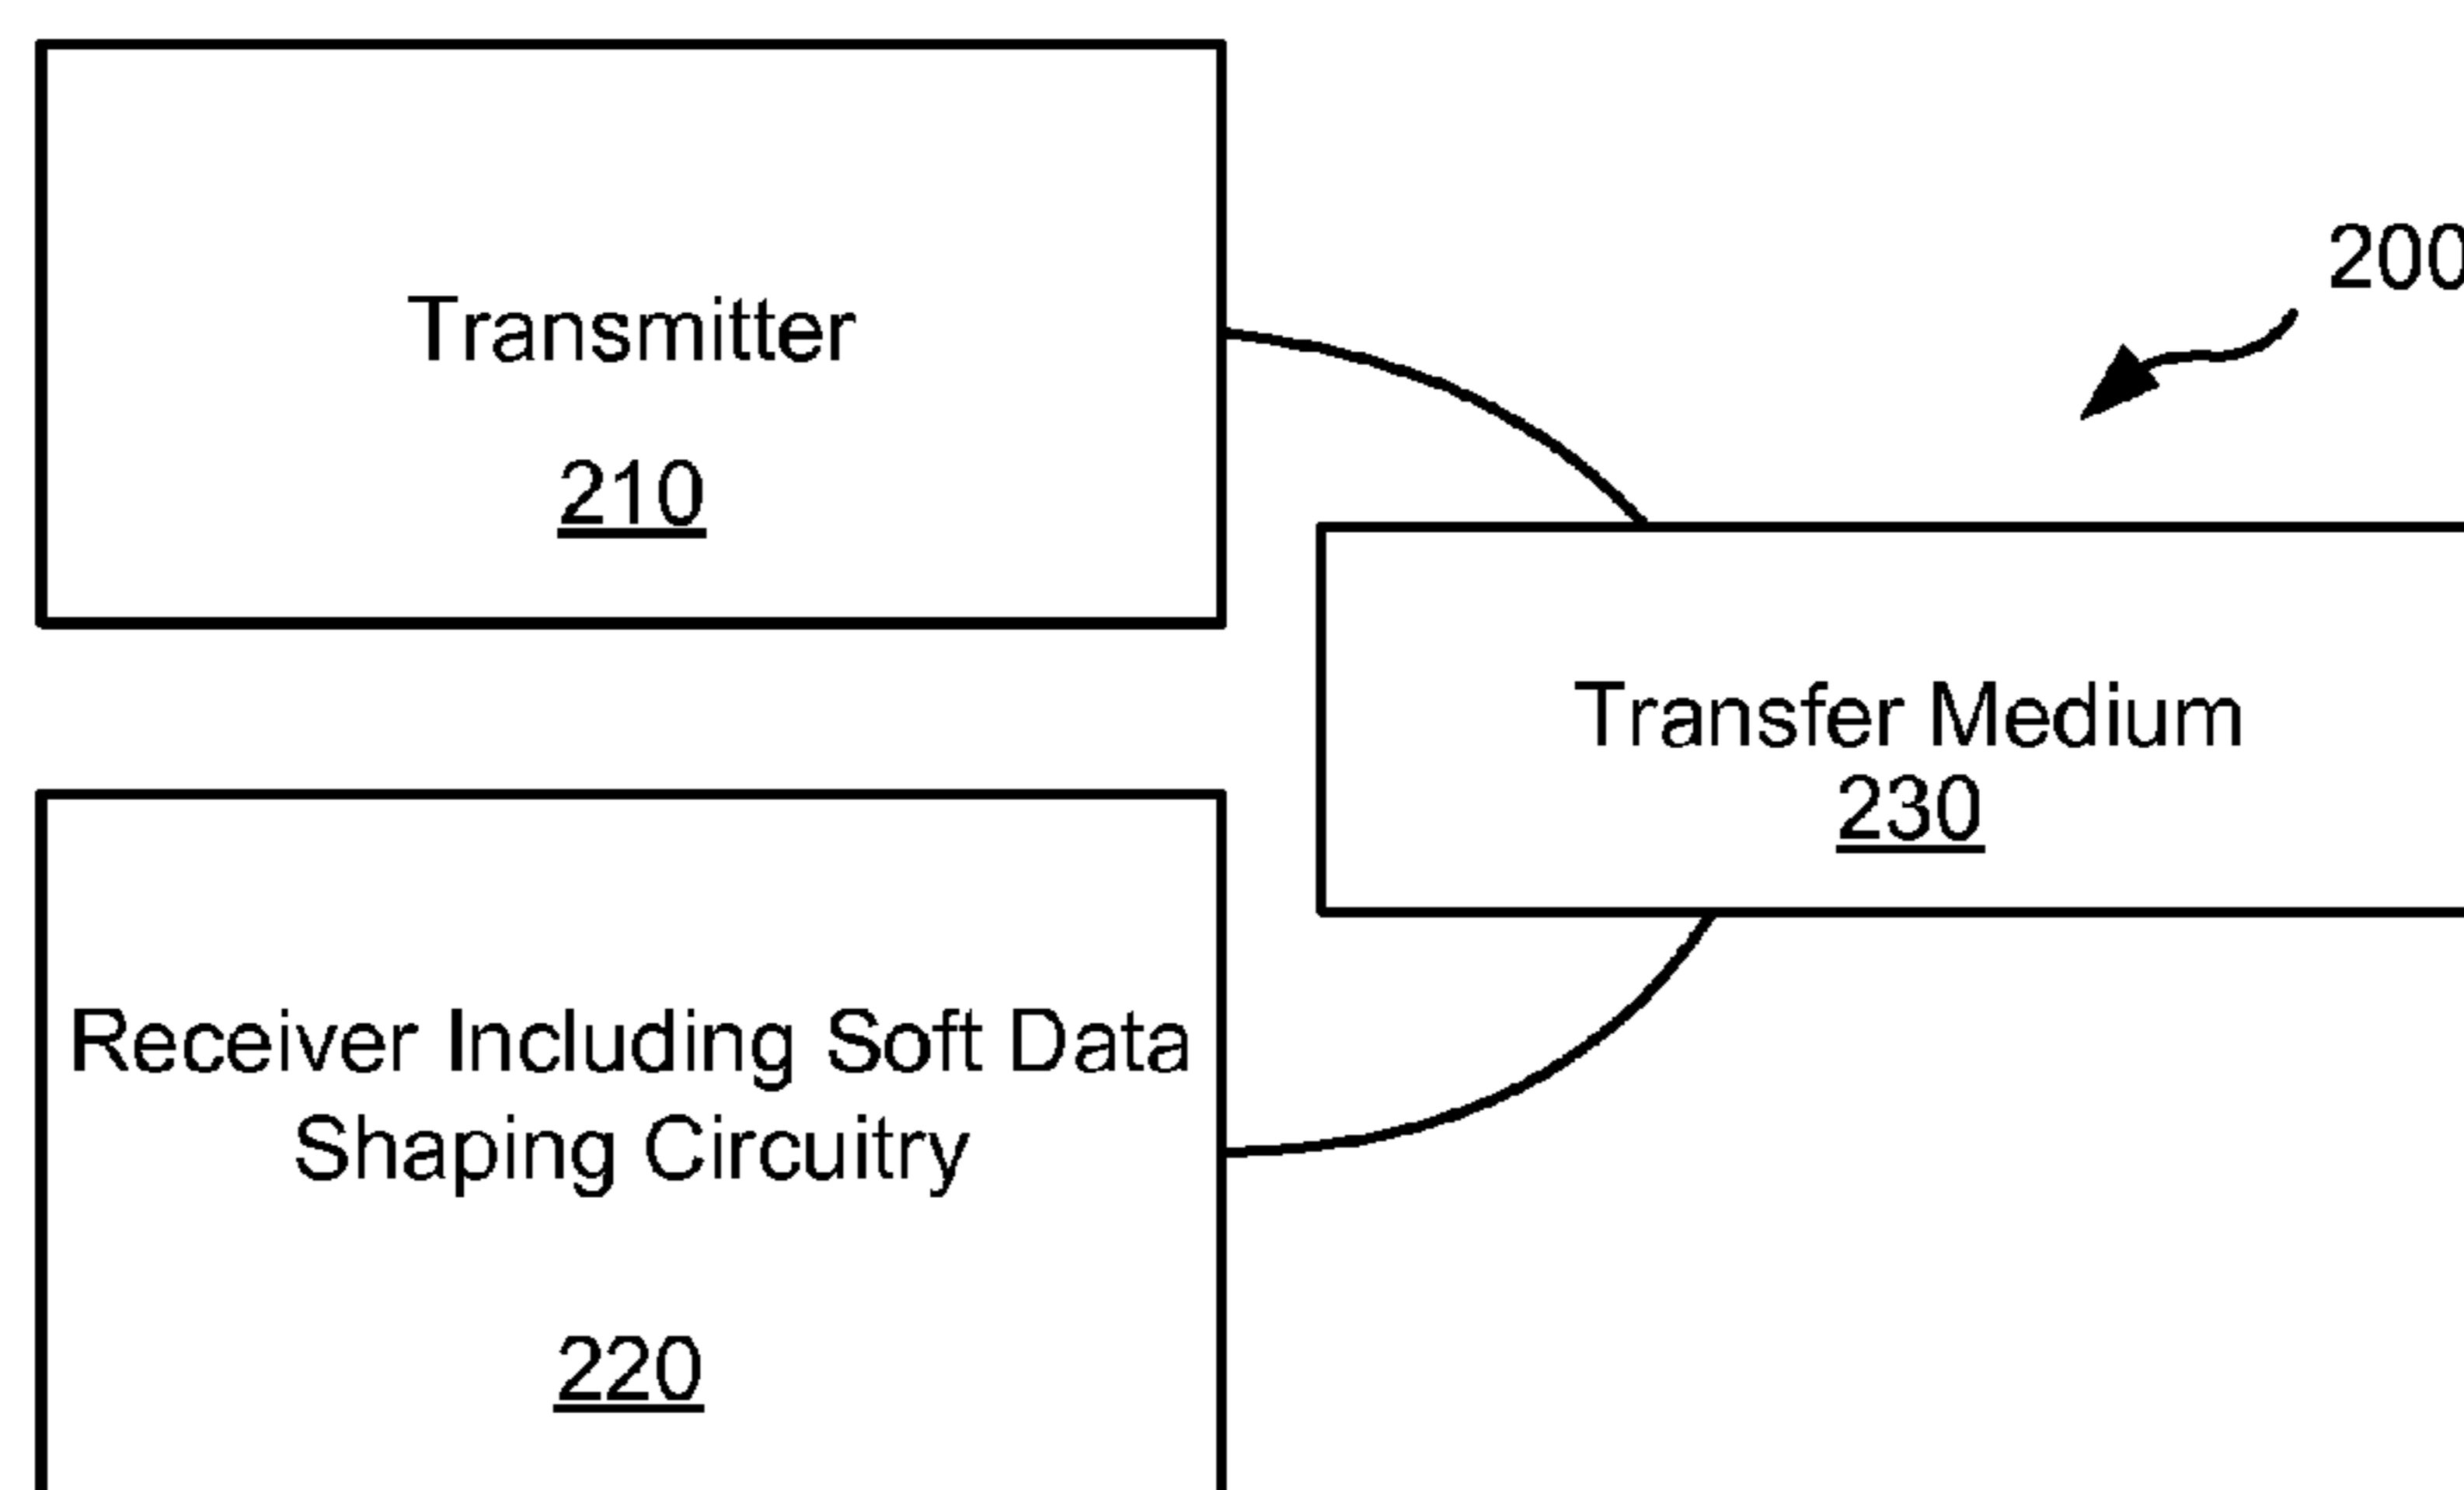 Transmitter
210
200
Transfer Medium
230
Receiver Including Soft Data
Shaping Circuitry
220